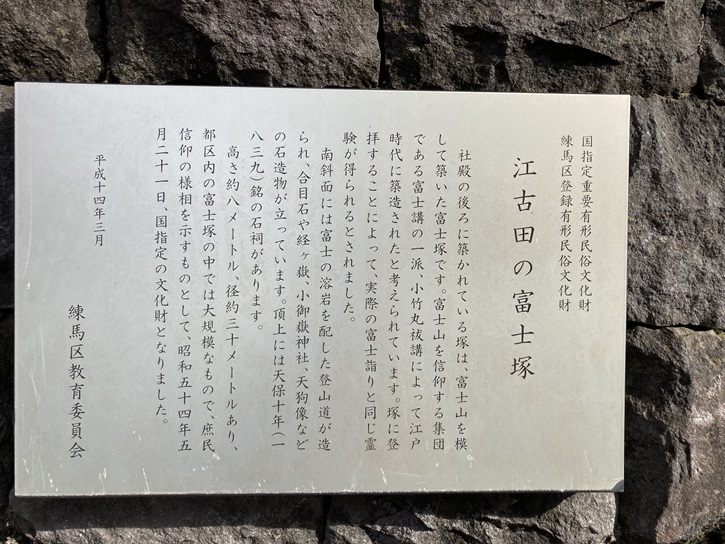 国指定重要有形民俗文化財
練馬区登録有形民俗文化財
江古田の富士塚
社殿の後ろに築かれている塚は、富士山を模
して築いた富士塚です。富士山を信仰する集団
である富士講の一派、小竹丸祓講によって江戸
時代に築造されたと考えられています。塚に登
拝することによって、実際の富士詣りと同じ霊
験が得られるとされました。
南斜面には富士の溶岩を配した登山道が造
られ、合目石や経ヶ嶽、小御嶽神社、天狗像など
の石造物が立っています。頂上には天保十年(一
八三九)銘の石祠があります。
高さ約八メートル、径約三十メートルあり、
都区内の富士塚の中では大規模なもので、庶民
信仰の様相を示すものとして、昭和五十四年五
月二十一日、国指定の文化財となりました。
平成十四年三月
練馬区教育委員会